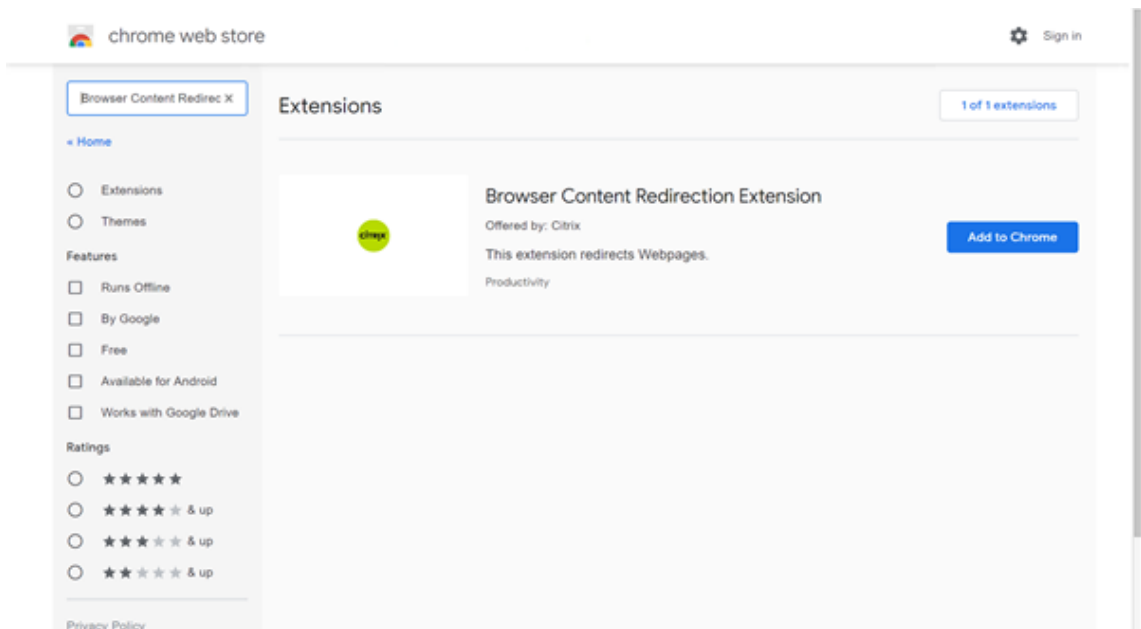 chrome web store
Sign in
Browser Content Redirec X
« Home
Extensions
Themes
Features
Runs Offline
By Google
Free
Available for Android
Works with Google Drive
Ratings
& up
& up
& up
Privacy Policy
Extensions
1 of 1 extensions
citrix
Browser Content Redirection Extension
Offered by: Citrix
This extension redirects Webpages.
Productivity
Add to Chrome